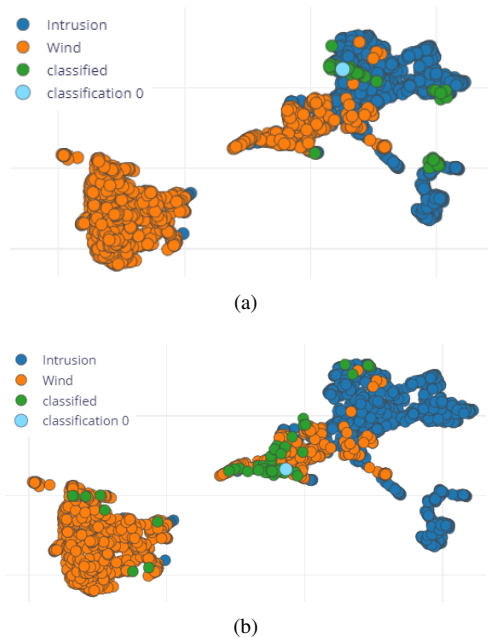 Intrusion
Wind
classified
classification 0
(a)
Intrusion
Wind
classified
classification 0
(b)